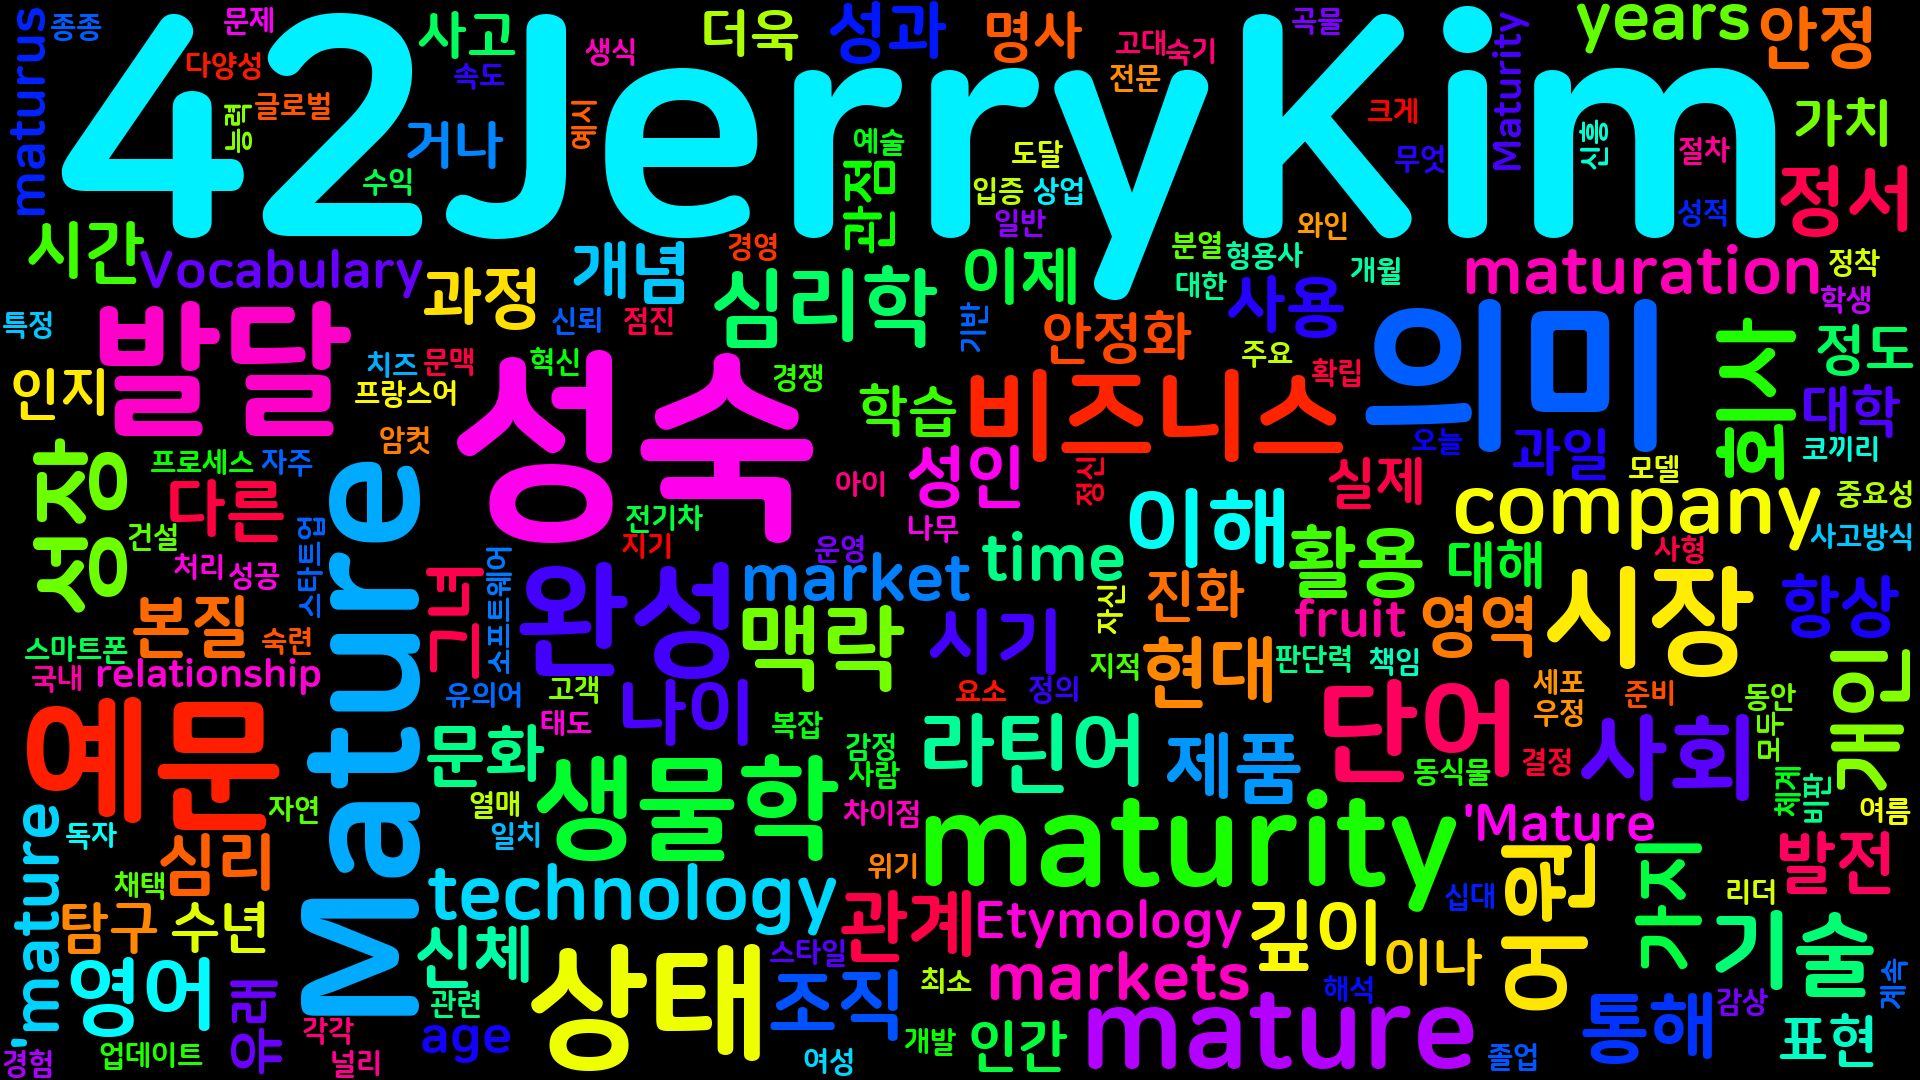 42JerryKim
maturus
종종
문제
다양성
글로벌
능력
사고
속도
거나
수익
생식
예시
더욱
성과
명사
고대
숙기
전문
곡물
크게
무엇
Maturity
years
안정
신흥
가치
절차
정서
성적
예술
관점
도달
입증
상업
일반
와인
시간
Vocabulary
과정
개념
경영
심리학
이제
분열
형용사
대한
개월
사용
maturation
정착
학생
특정
발달
신뢰
점진
기반
안정화
주요
확립
의미
회사
정도
인지
치즈
문맥
혁신
프랑스어
경쟁
성숙
학습
비즈니스
오늘
과일
대학
코끼리
암컷
성장
프로세스
자주
다른
Mature
아이
성인
정신
실제
모델
company
중요성
사고방식
건설
처리
성공
스타트업
전기차
지기
나무
운영
time
이해
활용
대해
사형
소프트웨어
기녀
완성
market
자신
진화
fruit
영역
시장
항상
본질
숙련
스마트폰
국내
relationship
맥락
시기
지적
현대
판단력
책임
개인
유의어
고객
태도
나이
복잡
요소
정의
세포
우정
준비
동안
모두
예문
문화
감정
사람
라틴어
제품
단어
동식물
결정
사회
체계
비판
여름
자연
열매
일치
생물학
차이점
maturity
'Mature
'mature
독자
심리
채택
위기
어원
가지
발전
리더
십대
탐구
수년
technology
관계
Etymology
깊이
이나
기술
영어
유래
신체
관련
상태
스타일
조직
최소
markets
해석
통해
감상
계속
경험
업데이트
각각
널리
age
여성
개발
인간
mature
졸업
표현